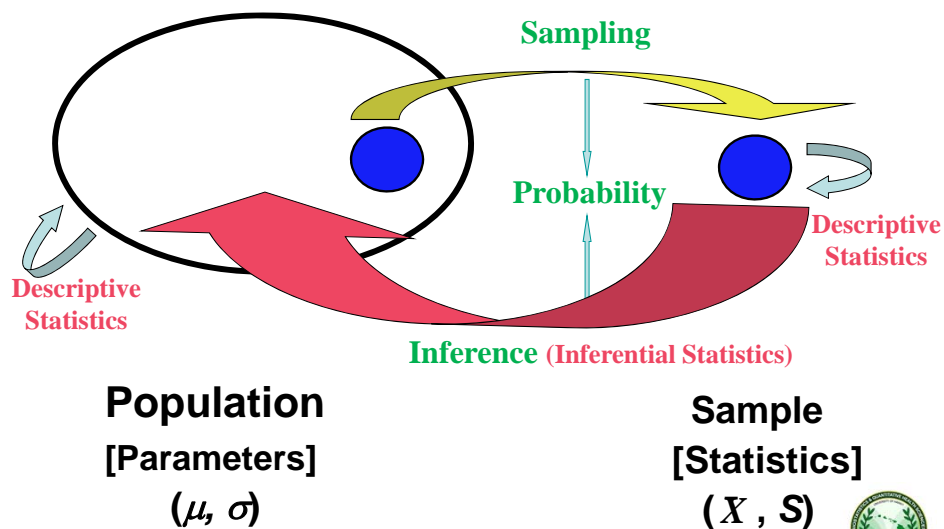 Sampling
Probability
Descriptive
Statistics
Descriptive
Statistics
Inference (Inferential Statistics)
Population
[Parameters]
(μ, σ)
Sample
[Statistics]
(X , S)